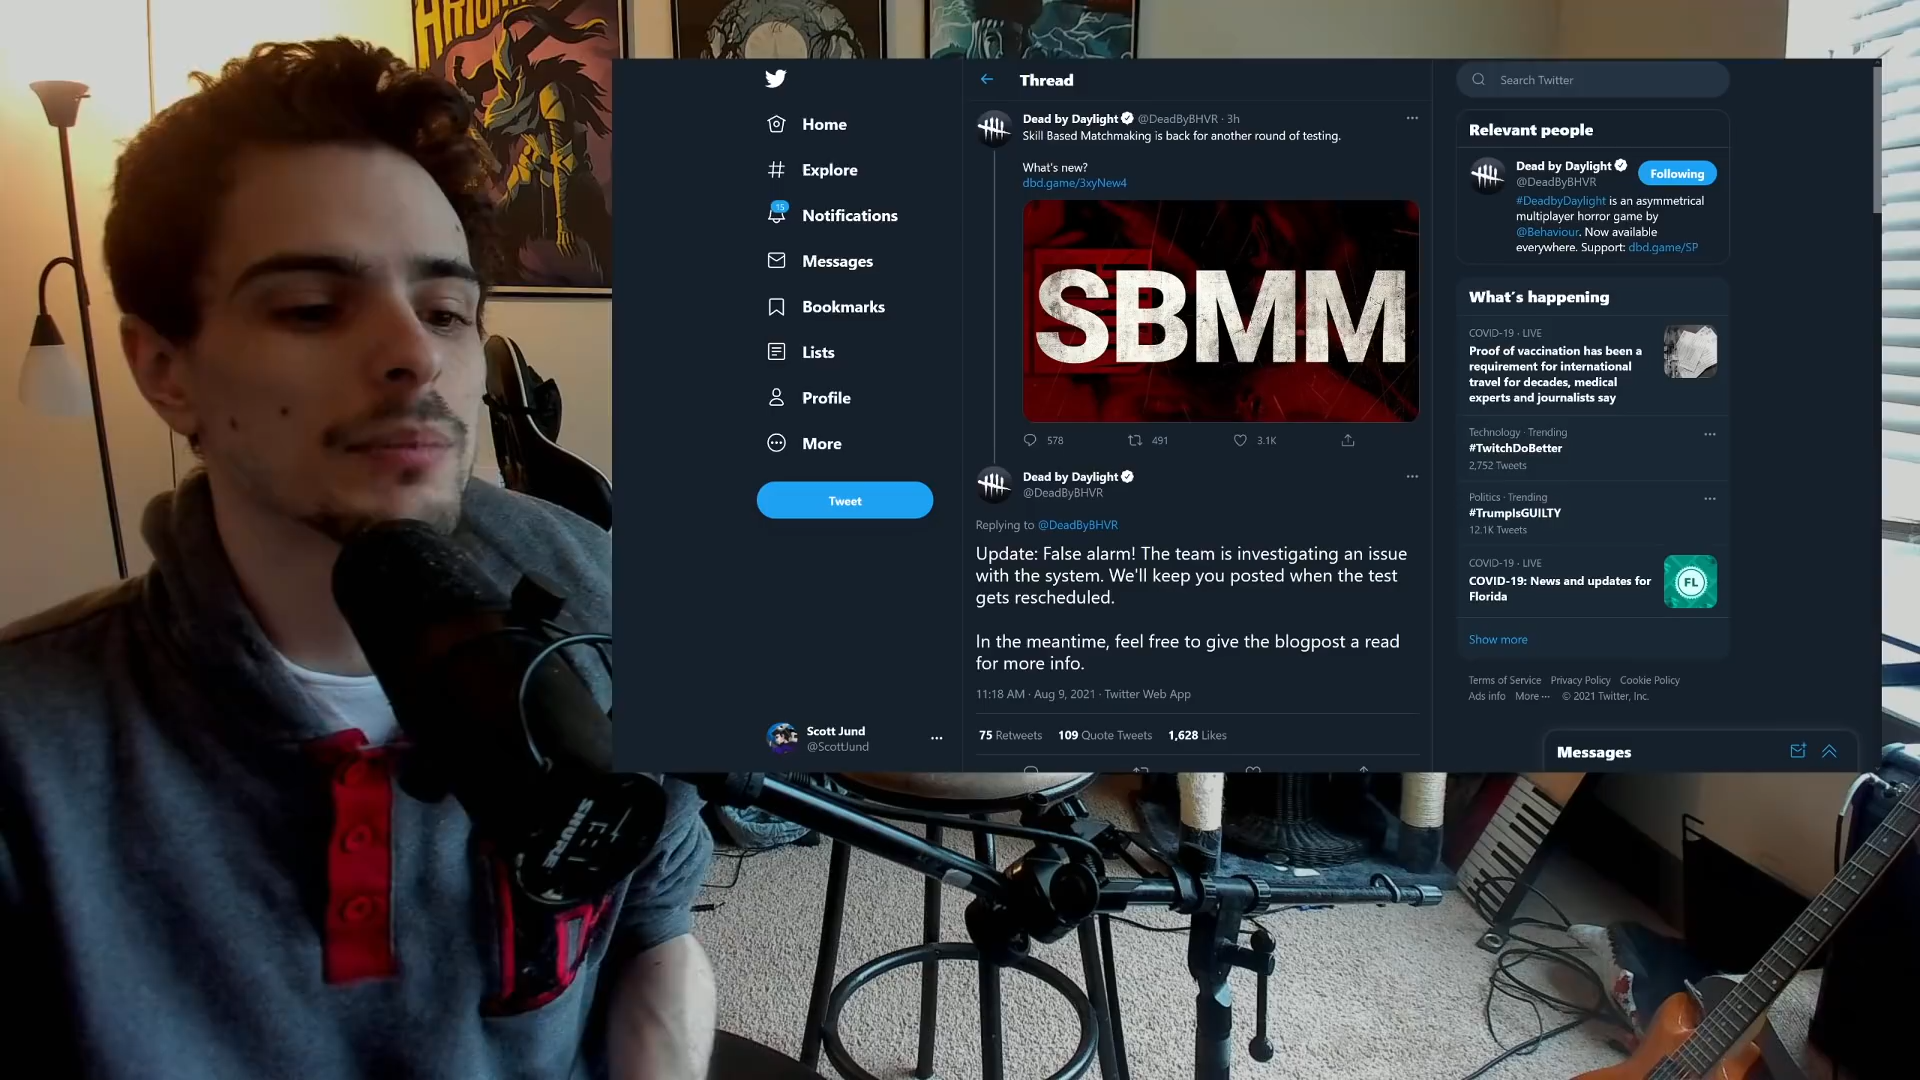 Home
Explore
15
Notifications
Messages
Bookmarks
Lists
Profile
More
Tweet
Scott Jund
@ScottJund
Thread
Dead by Daylight @DeadByBHVR · 3h
Skill Based Matchmaking is back for another round of testing.
What's new?
dbd.game/3xyNew4
SBMM
578 491 3.1K
Dead by Daylight
@DeadByBHVR
Replying to @DeadByBHVR
Update: False alarm! The team is investigating an issue
with the system. We'll keep you posted when the test
gets rescheduled.
In the meantime, feel free to give the blogpost a read
for more info.
11:18 AM · Aug 9, 2021 · Twitter Web App
75 Retweets 109 Quote Tweets 1,628 Likes
Search Twitter
Relevant people
Dead by Daylight
@DeadByBHVR
Following
#DeadbyDaylight is an asymmetrical
multiplayer horror game by
@Behaviour. Now available
everywhere. Support: dbd.game/SP
What's happening
COVID-19 · LIVE
Proof of vaccination has been a
requirement for international
travel for decades, medical
experts and journalists say
Technology · Trending
#TwitchDoBetter
2,752 Tweets
Politics · Trending
#TrumpIsGUILTY
12.1K Tweets
COVID-19 · LIVE
COVID-19: News and updates for
Florida
FL
Show more
Terms of Service Privacy Policy Cookie Policy
Ads info More ··· © 2021 Twitter, Inc.
Messages
SHURE